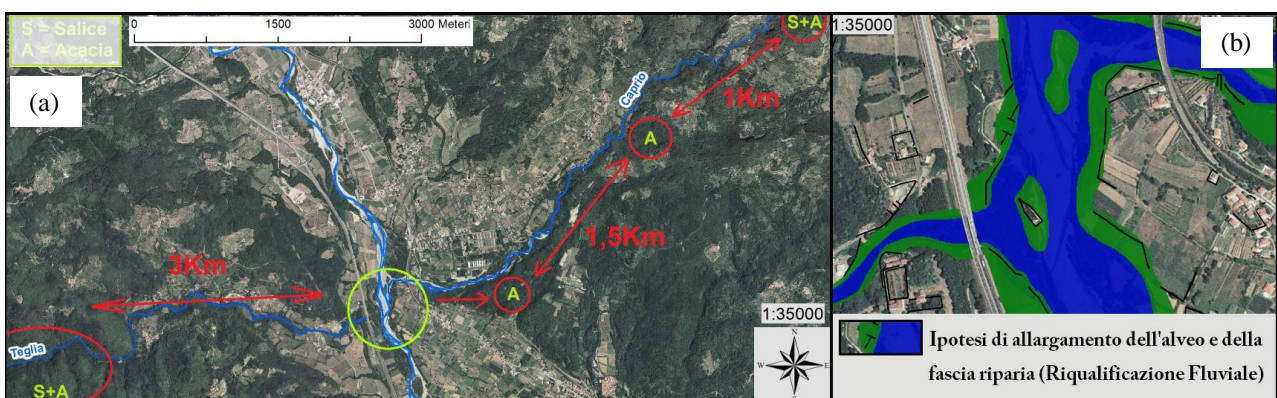 S = Salice
A = Acacia
0 1500 3000 Meteri
(a)
S+A
Caprio
1Km
A
1,5Km
3Km
A
Teglia
S+A
1:35000
N
W E
S
1:35000
(b)
Ipotesi di allargamento dell'alveo e della
fascia riparia (Riqualificazione Fluviale)